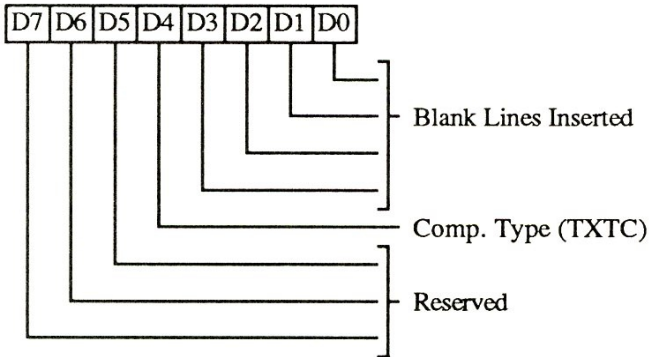 D7 D6 D5 D4 D3 D2 D1 D0
Blank Lines Inserted
Comp. Type (TXTC)
Reserved